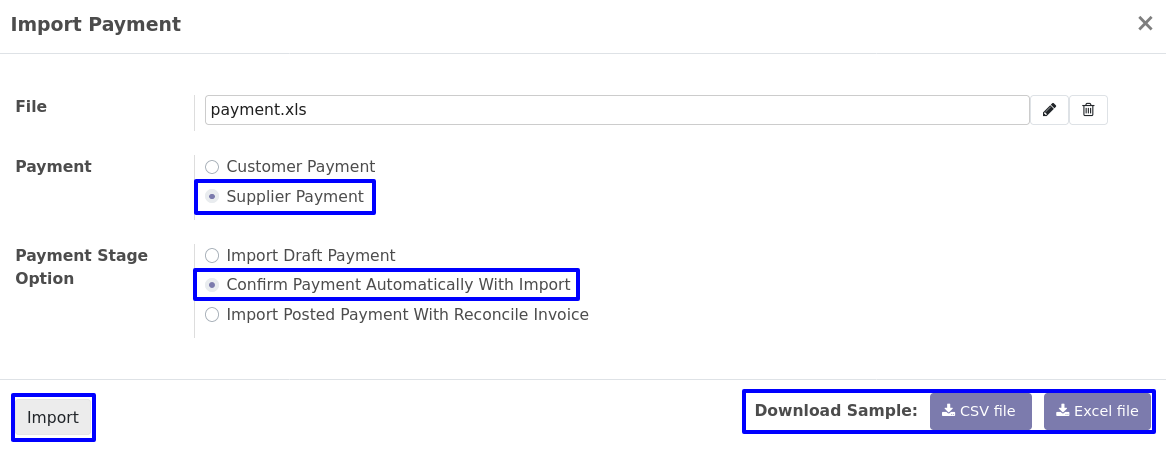 Import Payment
File
payment.xls
Payment
Customer Payment
Supplier Payment
Payment Stage
Option
Import Draft Payment
Confirm Payment Automatically With Import
Import Posted Payment With Reconcile Invoice
Import
Download Sample: CSV file Excel file